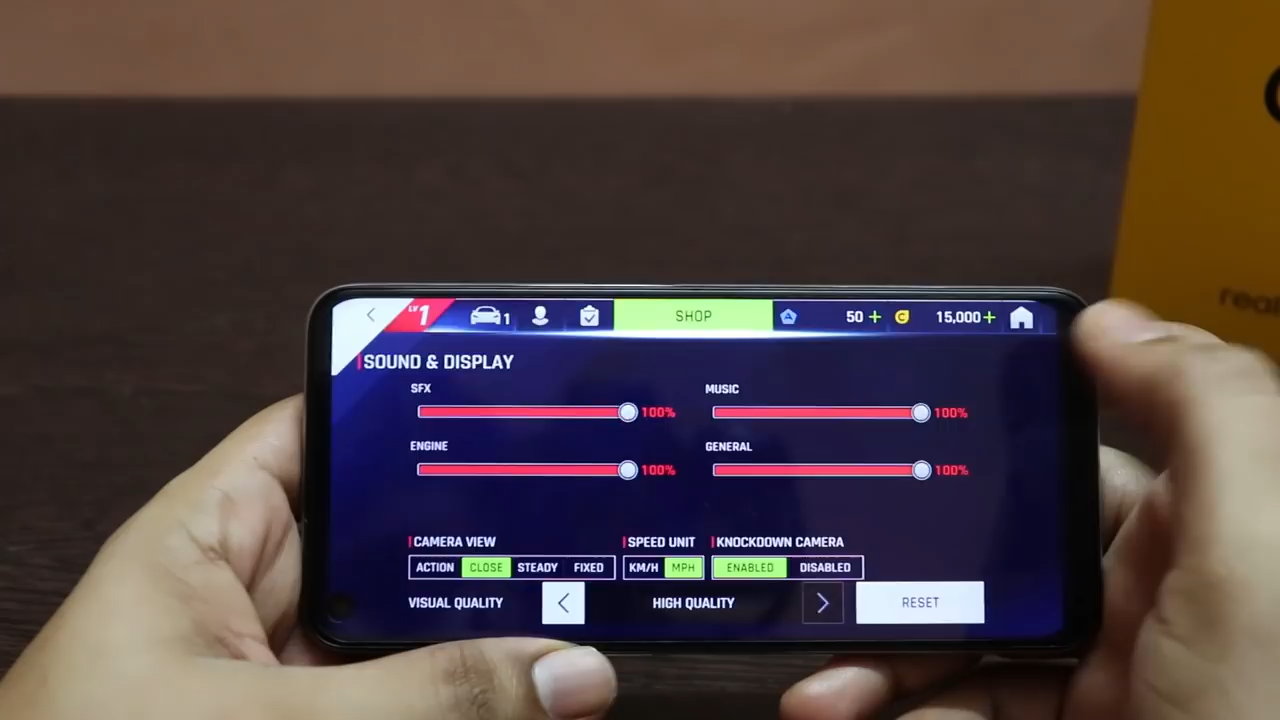 LV 1 1 SHOP 50 + 15,000 +
SOUND & DISPLAY
SFX MUSIC
100% 100%
ENGINE GENERAL
100% 100%
CAMERA VIEW SPEED UNIT KNOCKDOWN CAMERA
ACTION CLOSE STEADY FIXED KM/H MPH ENABLED DISABLED
VISUAL QUALITY < HIGH QUALITY > RESET